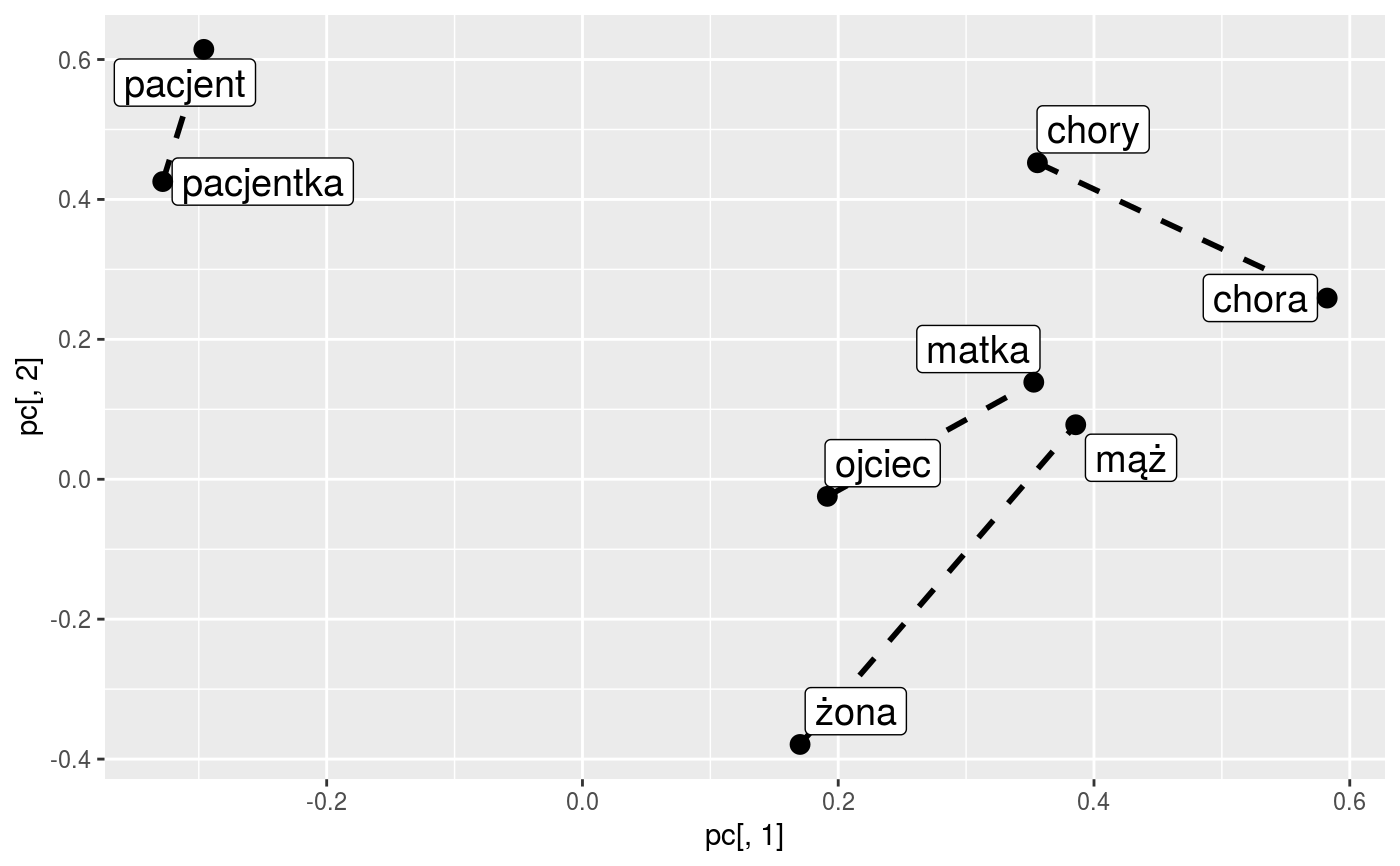 0.6
pacjent
chory
pacjentka
0.4
chora
0.2
matka
pc[, 2]
ojciec
mąż
0.0
-0.2
żona
-0.4
-0.2
0.0
0.2
0.4
0.6
pc[, 1]